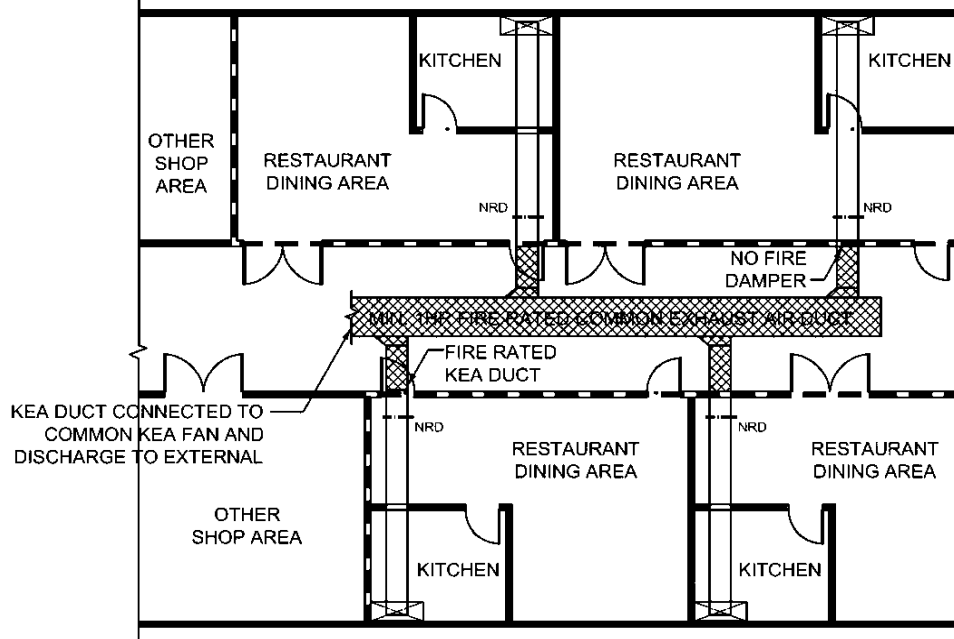 KITCHEN
KITCHEN
OTHER
SHOP
AREA
RESTAURANT
DINING AREA
RESTAURANT
DINING AREA
NRD
NRD
NO FIRE
DAMPER
MIN. 1HR FIRE RATED COMMON EXHAUST AIR DUCT
FIRE RATED
KEA DUCT
KEA DUCT CONNECTED TO
COMMON KEA FAN AND
DISCHARGE TO EXTERNAL
NRD
NRD
RESTAURANT
DINING AREA
RESTAURANT
DINING AREA
OTHER
SHOP AREA
KITCHEN
KITCHEN